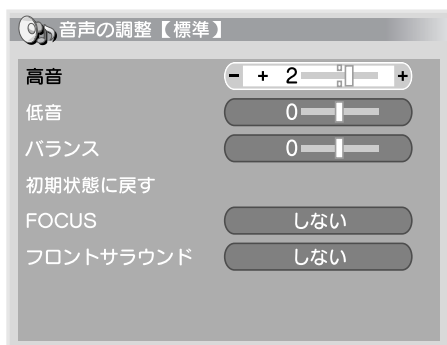 音声の調整【標準】
高音 - + 2 +
低音 0
バランス 0
初期状態に戻す
FOCUS しない
フロントサラウンド しない